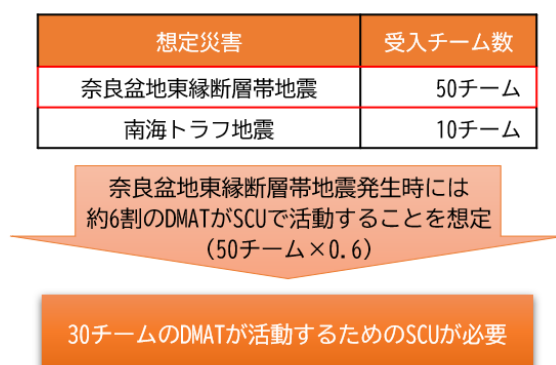 想定災害 受入チーム数
奈良盆地東縁断層帯地震 50チーム
南海トラフ地震 10チーム
奈良盆地東縁断層帯地震発生時には
約6割のDMATがSCUで活動することを想定
(50チーム×0.6)
30チームのDMATが活動するためのSCUが必要